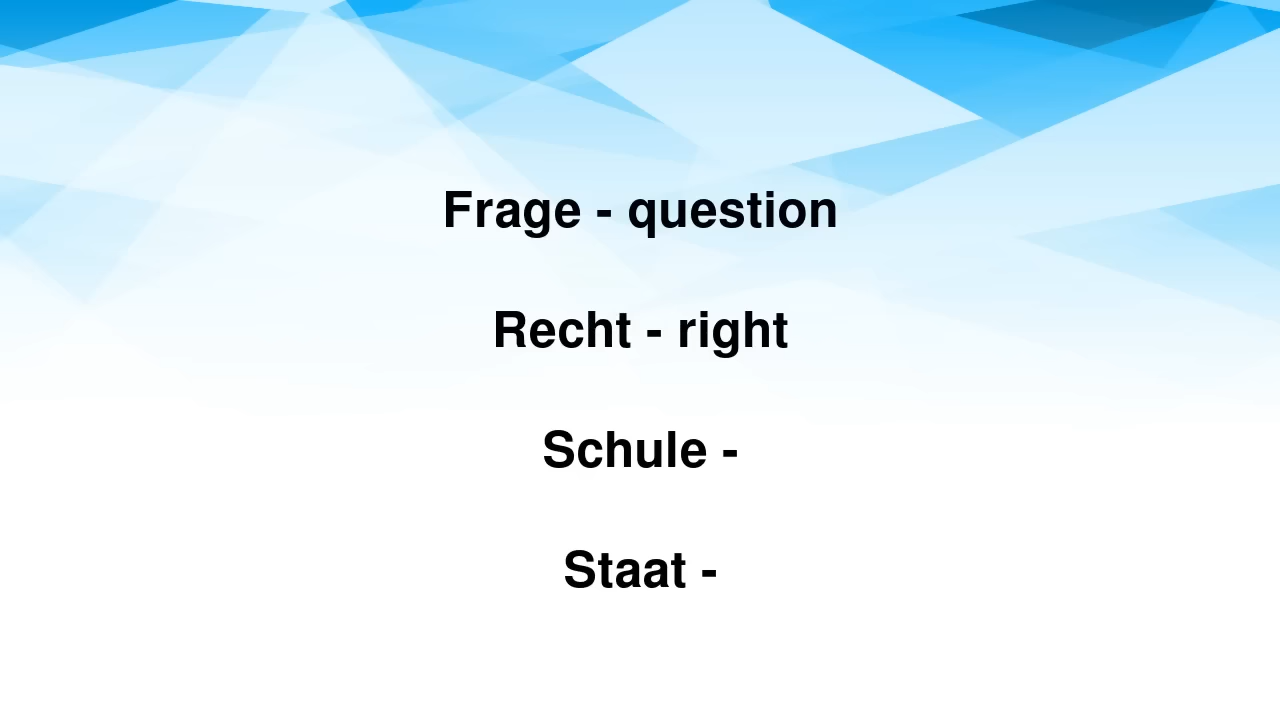 Frage - question
Recht - right
Schule -
Staat -